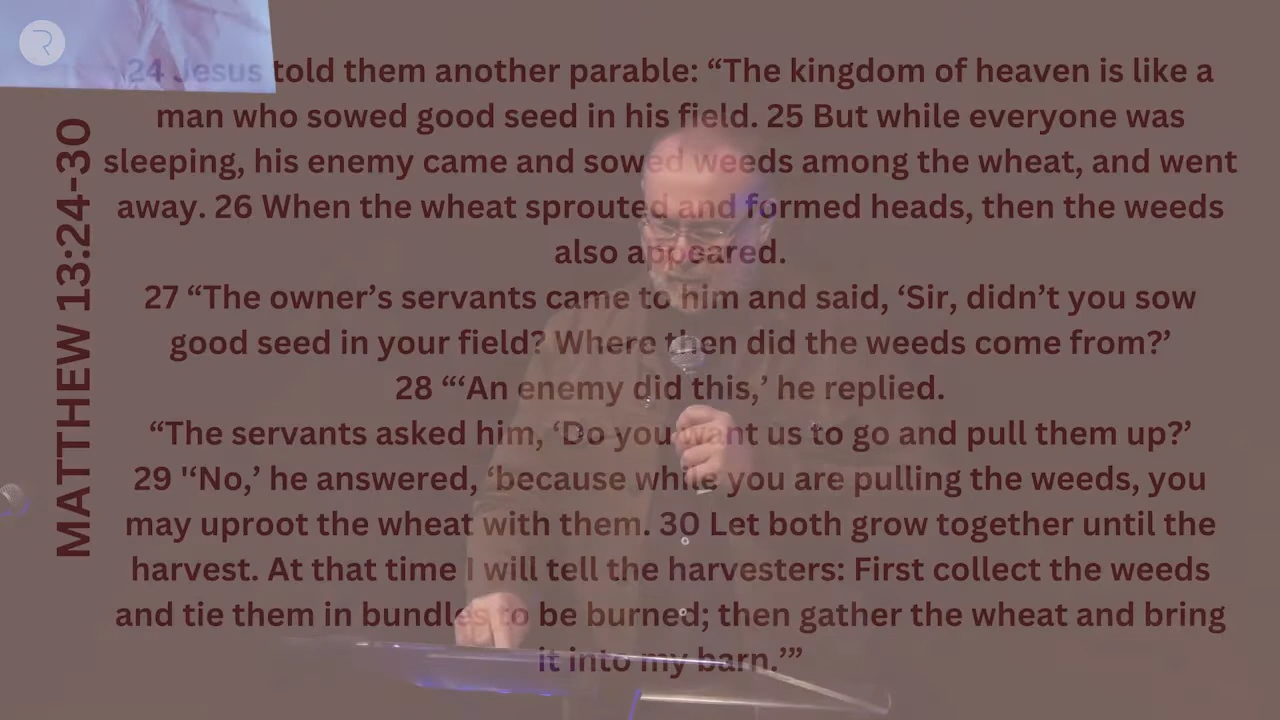 MATTHEW 13:24-30
24 Jesus told them another parable: “The kingdom of heaven is like a
man who sowed good seed in his field. 25 But while everyone was
sleeping, his enemy came and sowed weeds among the wheat, and went
away. 26 When the wheat sprouted and formed heads, then the weeds
also appeared.
27 “The owner’s servants came to him and said, ‘Sir, didn’t you sow
good seed in your field? Where then did the weeds come from?’
28 “‘An enemy did this,’ he replied.
“The servants asked him, ‘Do you want us to go and pull them up?’
29 '‘No,’ he answered, ‘because while you are pulling the weeds, you
may uproot the wheat with them. 30 Let both grow together until the
harvest. At that time I will tell the harvesters: First collect the weeds
and tie them in bundles to be burned; then gather the wheat and bring
it into my barn.’”